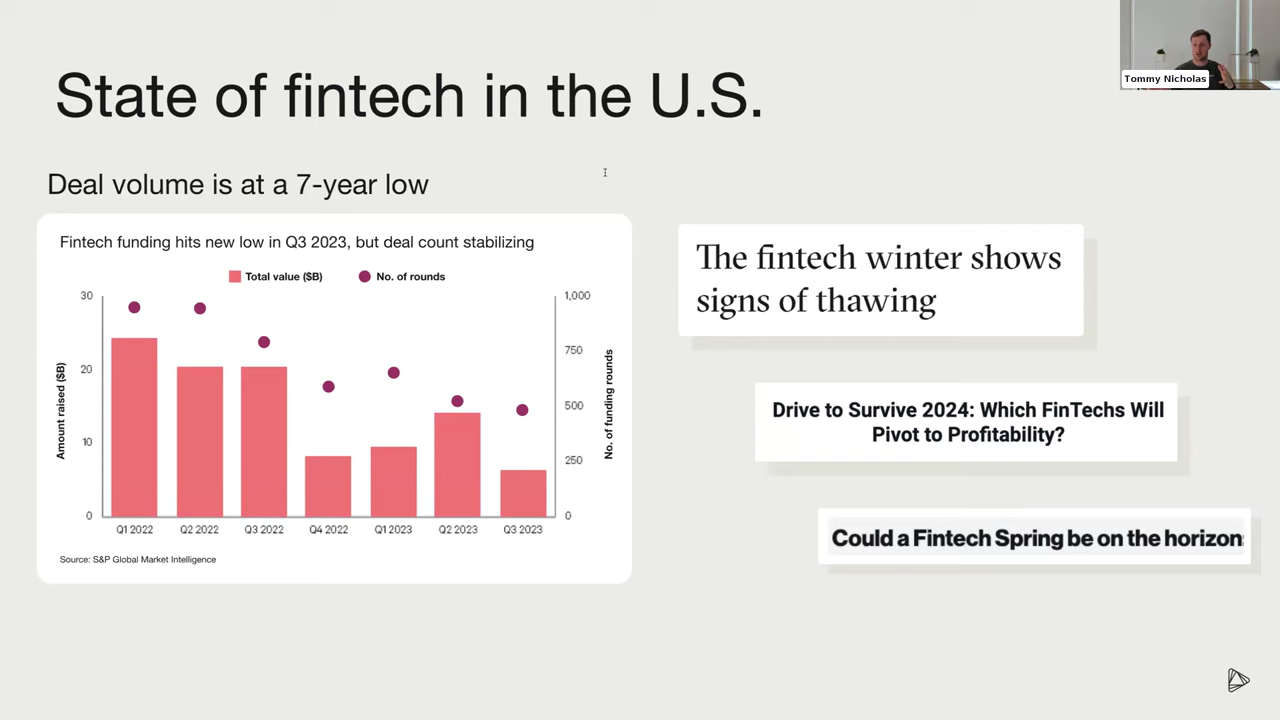 Tommy Nicholas
State of fintech in the U.S.
Deal volume is at a 7-year low
Fintech funding hits new low in Q3 2023, but deal count stabilizing
Total value ($B)
No. of rounds
Amount raised ($B)
30
20
10
0
1,000
750
500
250
0
No. of funding rounds
Q1 2022
Q2 2022
Q3 2022
Q4 2022
Q1 2023
Q2 2023
Q3 2023
Source: S&P Global Market Intelligence
The fintech winter shows
signs of thawing
Drive to Survive 2024: Which FinTechs Will
Pivot to Profitability?
Could a Fintech Spring be on the horizon